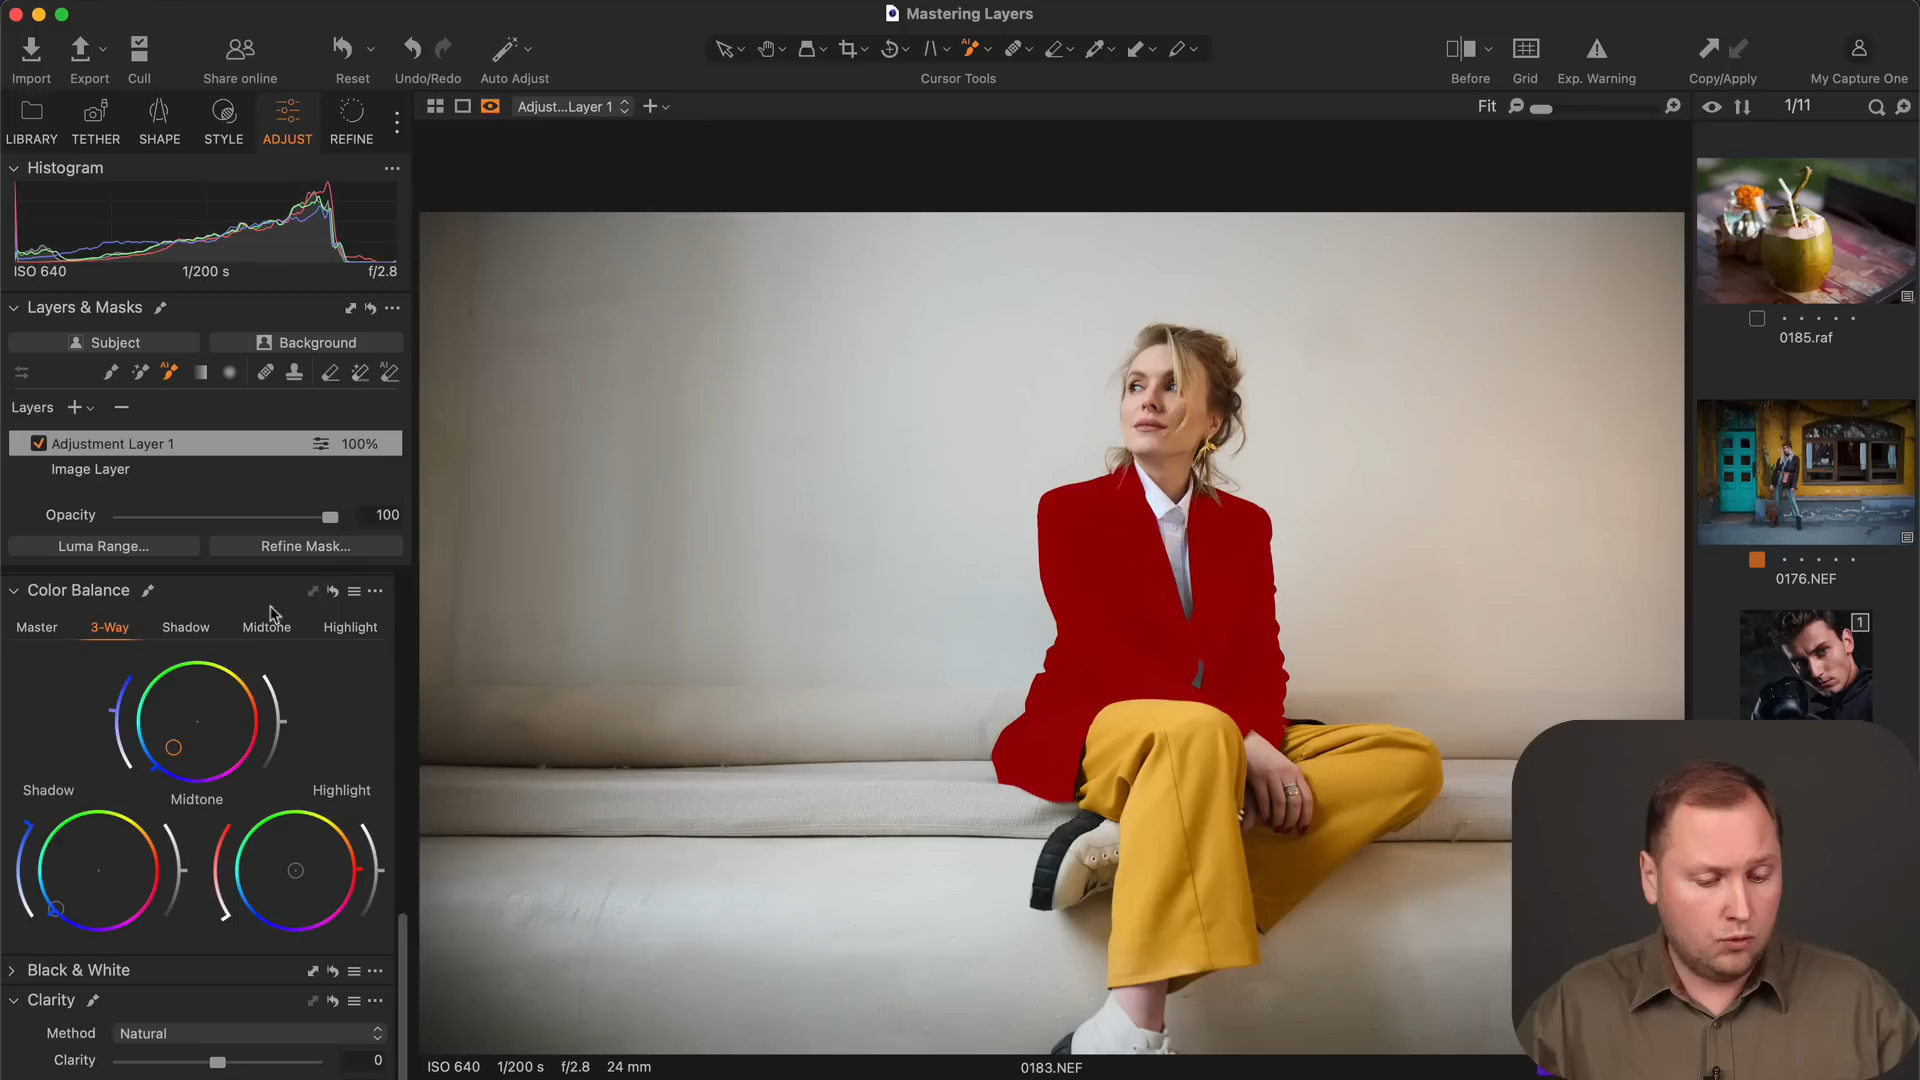 Mastering Layers
Import
Export
Cull
Share online
Reset
Undo/Redo
Auto Adjust
Cursor Tools
Before
Grid
Exp. Warning
Copy/Apply
My Capture One
LIBRARY
TETHER
SHAPE
STYLE
ADJUST
REFINE
Adjust...Layer 1
Fit
1/11
Histogram
ISO 640
1/200 s
f/2.8
Layers & Masks
Subject
Background
AI
AI
AI
Layers
Adjustment Layer 1
100%
Image Layer
Opacity
100
Luma Range...
Refine Mask...
Color Balance
Master
3-Way
Shadow
Midtone
Highlight
Shadow
Midtone
Highlight
Black & White
Clarity
Method
Natural
Clarity
0
ISO 640
1/200 s
f/2.8
24 mm
0183.NEF
0185.raf
0176.NEF
1